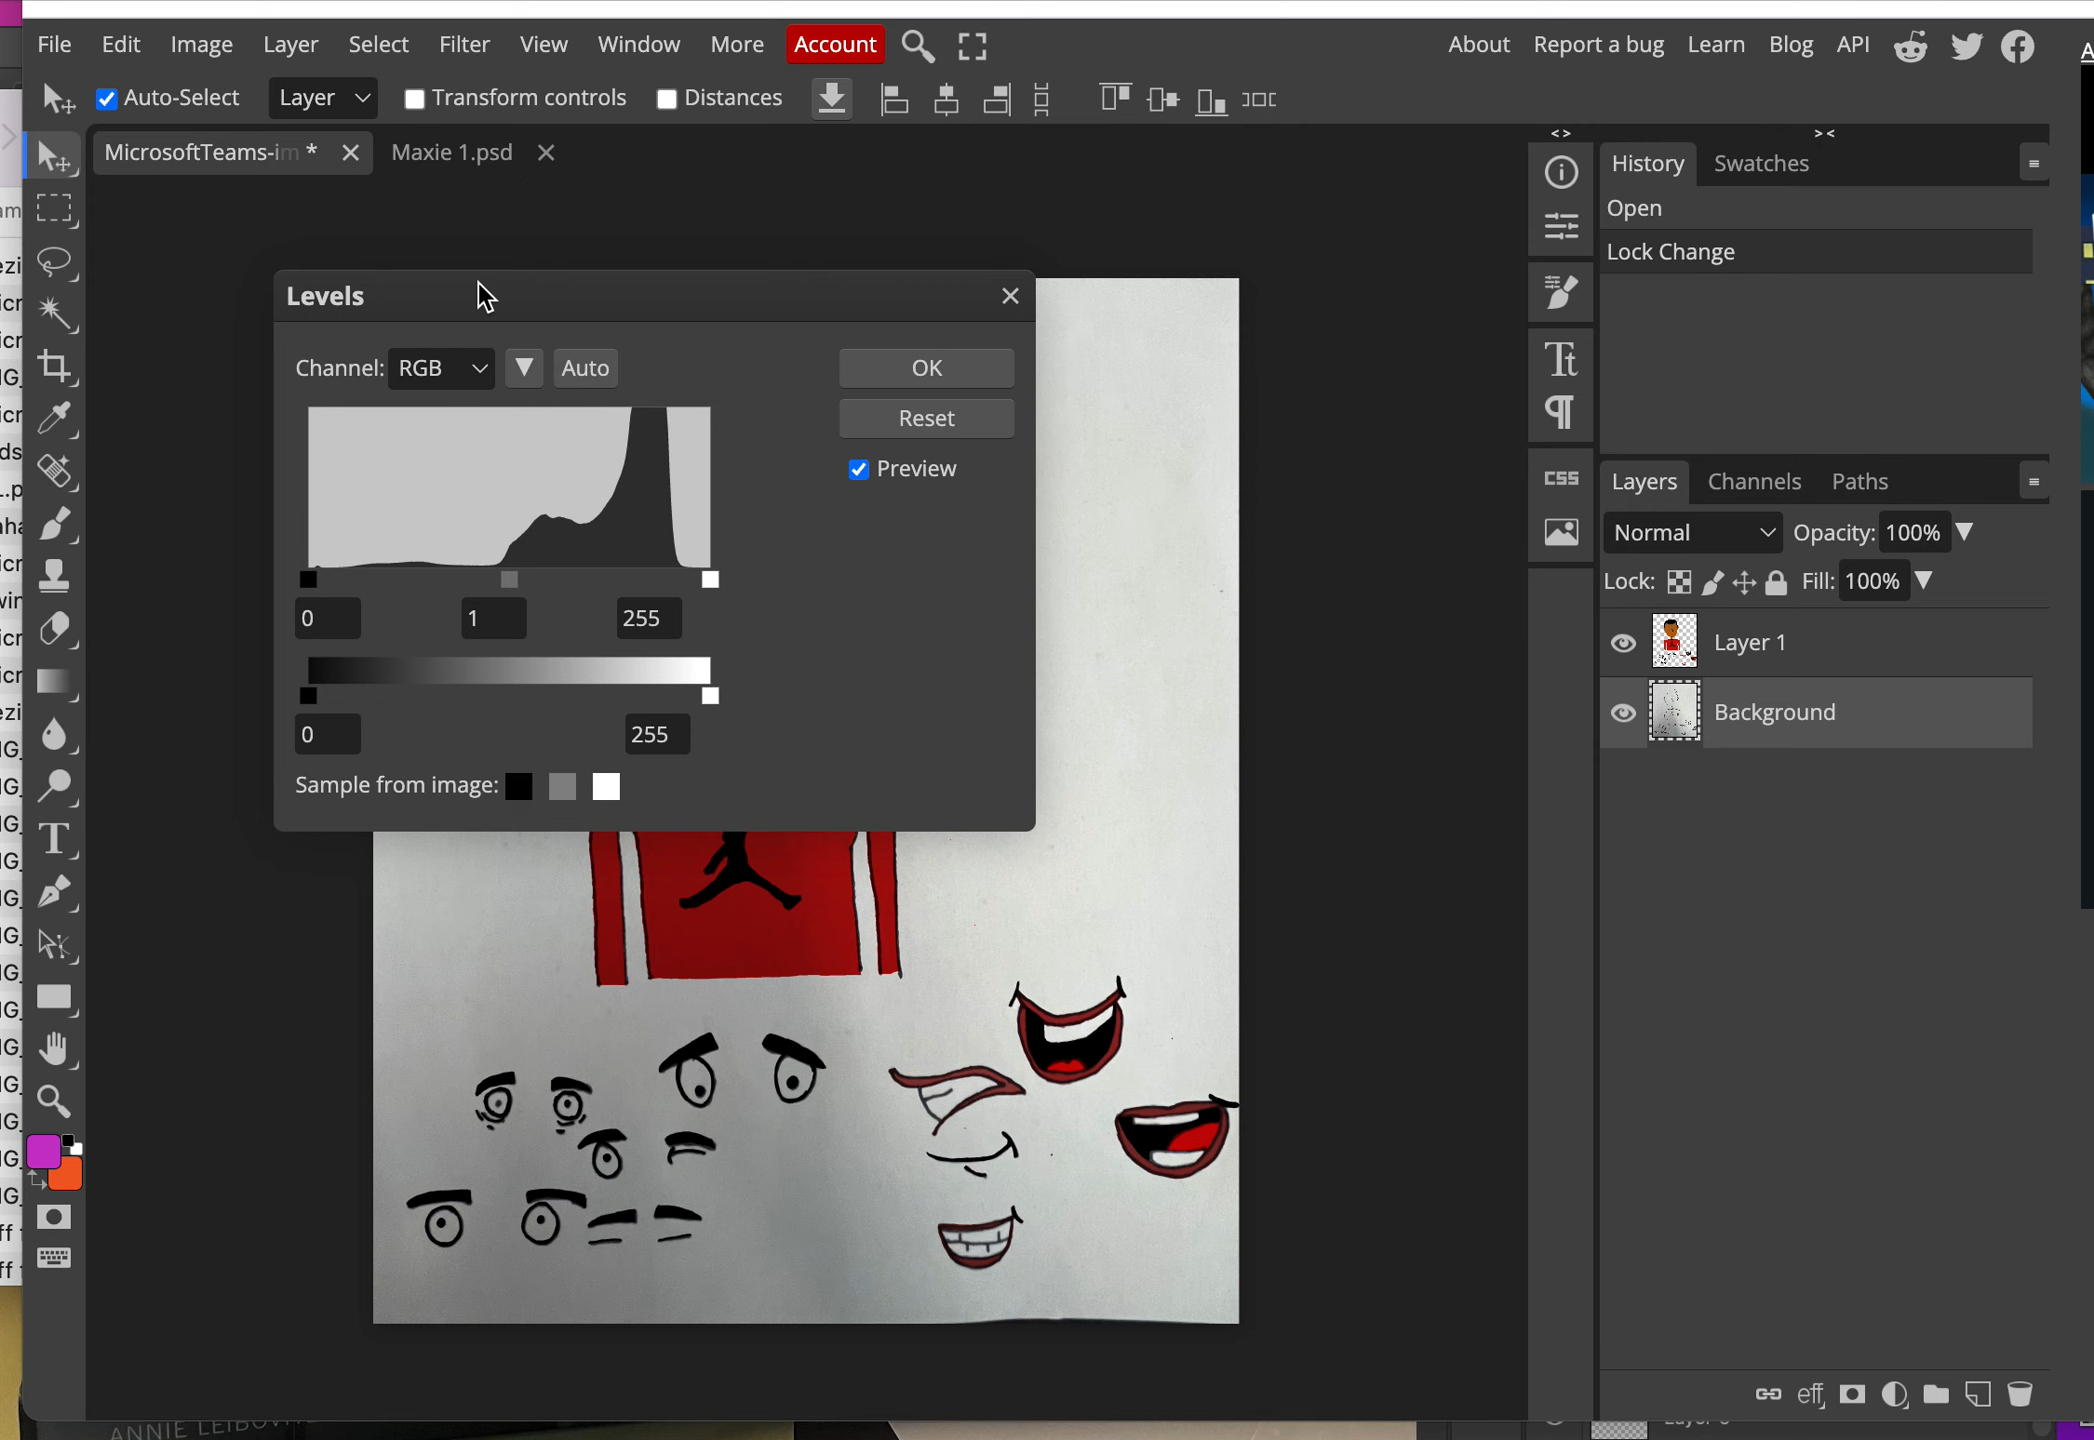 File Edit Image Layer Select Filter View Window More Account About Report a bug Learn Blog API
Auto-Select Layer Transform controls Distances
MicrosoftTeams-im * Maxie 1.psd
History Swatches
Open
Lock Change
Levels
Channel: RGB Auto OK
Reset
Preview
0 1 255
0 255
Sample from image:
Tt
CSS
Layers Channels Paths
Normal Opacity: 100%
Lock: Fill: 100%
Layer 1
Background
eff
ANNIE